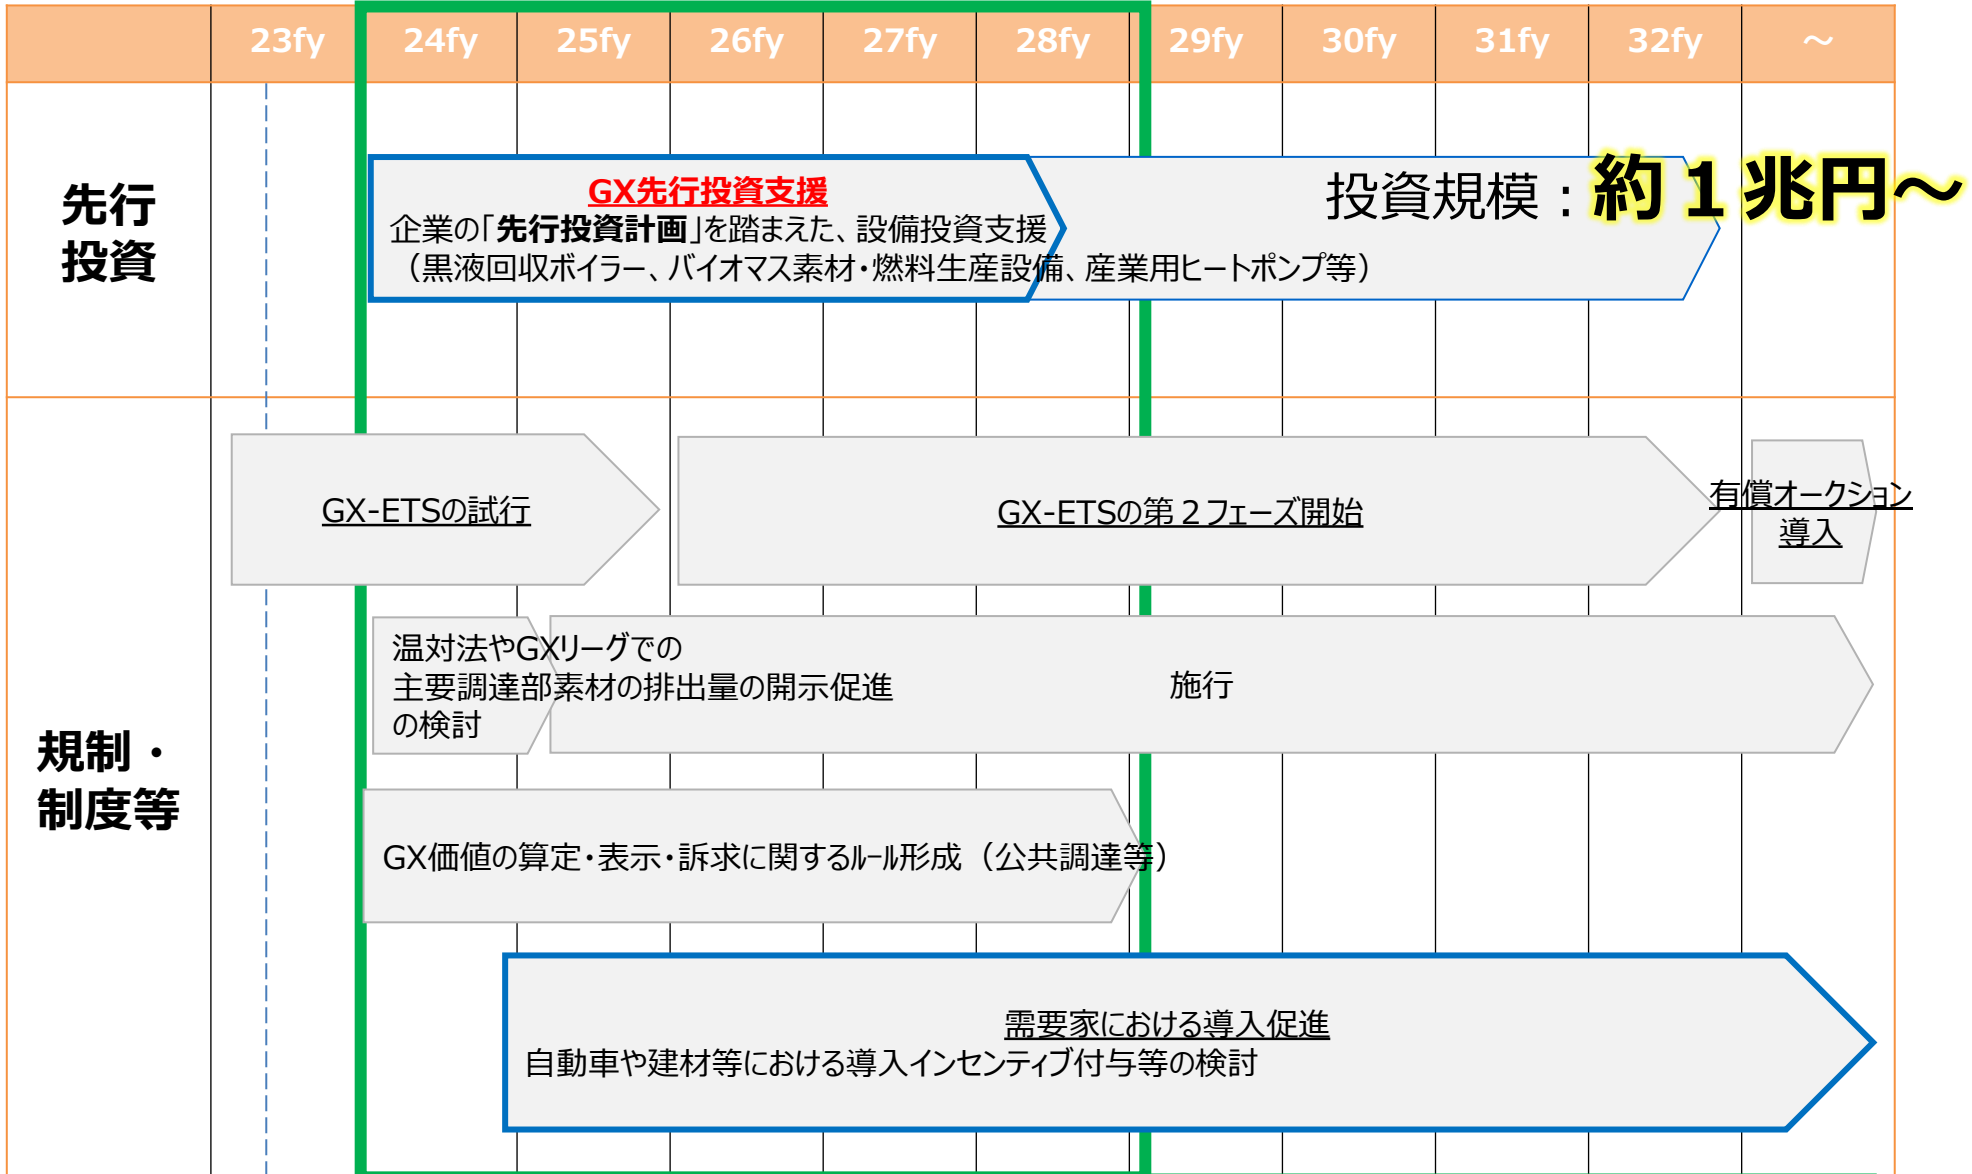 23fy 24fy 25fy 26fy 27fy 28fy 29fy 30fy 31fy 32fy ～
先行
投資
GX先行投資支援
企業の「先行投資計画」を踏まえた、設備投資支援
（黒液回収ボイラー、バイオマス素材・燃料生産設備、産業用ヒートポンプ等）
投資規模：約１兆円～
規制・
制度等
GX-ETSの試行
GX-ETSの第２フェーズ開始
有償オークション
導入
温対法やGXリーグでの
主要調達部素材の排出量の開示促進
の検討
施行
GX価値の算定・表示・訴求に関するルール形成（公共調達等）
需要家における導入促進
自動車や建材等における導入インセンティブ付与等の検討